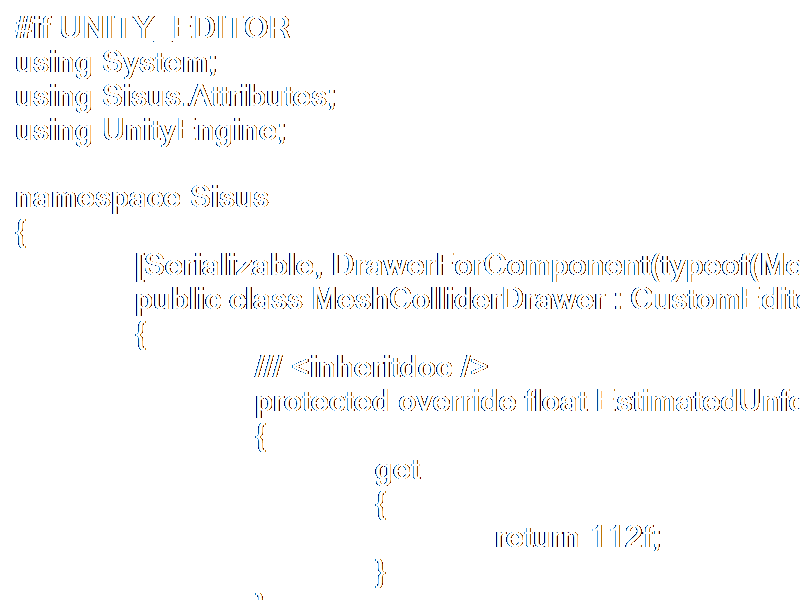 #if UNITY_EDITOR
using System;
using Sisus.Attributes;
using UnityEngine;

namespace Sisus
{
[Serializable, DrawerForComponent(typeof(Me
public class MeshColliderDrawer : CustomEdito
{
//// <inheritdoc />
protected override float EstimatedUnfo
{
get
{
return 112f;
}
}